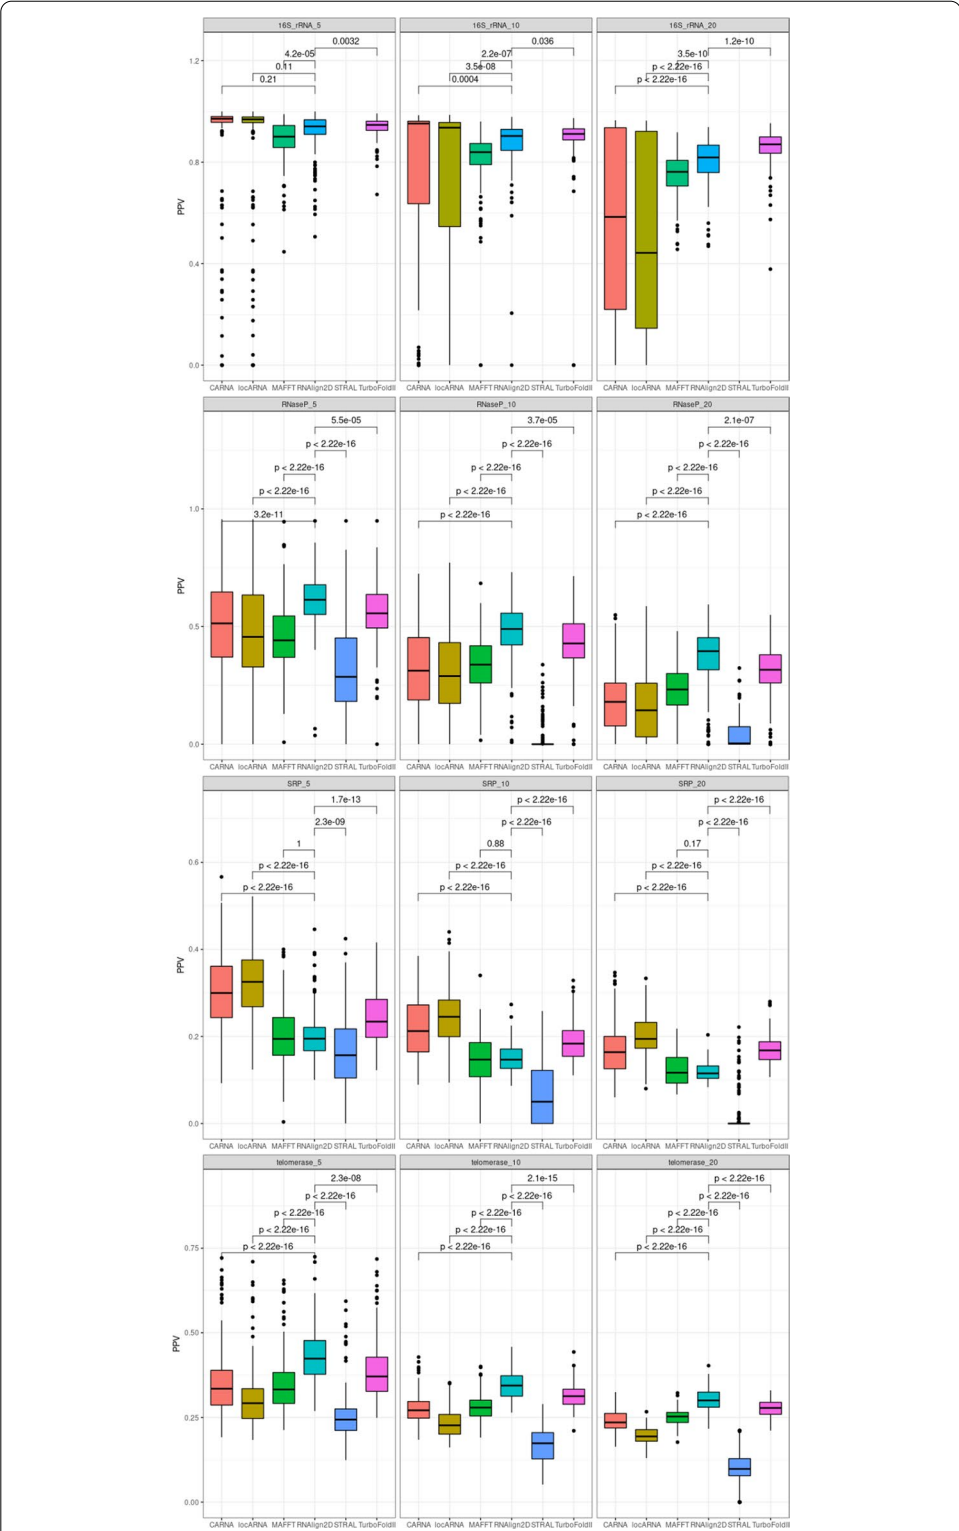 16S_rRNA_5 16S_rRNA_10 16S_rRNA_20
0.0032 0.036 1.2e-10
4.2e-05 2.2e-07 3.5e-10
0.11 3.5e-08 p < 2.22e-16
0.21 0.0004 p < 2.22e-16
1.2
0.8
0.4
0.0
PPV
CARNA locARNA MAFFT RNAlign2D STRAL TurboFoldII CARNA locARNA MAFFT RNAlign2D STRAL TurboFoldII CARNA locARNA MAFFT RNAlign2D STRAL TurboFoldII
RNaseP_5 RNaseP_10 RNaseP_20
5.5e-05 3.7e-05 2.1e-07
p < 2.22e-16 p < 2.22e-16 p < 2.22e-16
p < 2.22e-16 p < 2.22e-16 p < 2.22e-16
p < 2.22e-16 p < 2.22e-16 p < 2.22e-16
3.2e-11 p < 2.22e-16 p < 2.22e-16
1.0
0.5
0.0
PPV
CARNA locARNA MAFFT RNAlign2D STRAL TurboFoldII CARNA locARNA MAFFT RNAlign2D STRAL TurboFoldII CARNA locARNA MAFFT RNAlign2D STRAL TurboFoldII
SRP_5 SRP_10 SRP_20
1.7e-13 p < 2.22e-16 p < 2.22e-16
2.3e-09 p < 2.22e-16 p < 2.22e-16
1 0.88 0.17
p < 2.22e-16 p < 2.22e-16 p < 2.22e-16
p < 2.22e-16 p < 2.22e-16 p < 2.22e-16
0.6
0.4
0.2
0.0
PPV
CARNA locARNA MAFFT RNAlign2D STRAL TurboFoldII CARNA locARNA MAFFT RNAlign2D STRAL TurboFoldII CARNA locARNA MAFFT RNAlign2D STRAL TurboFoldII
telomerase_5 telomerase_10 telomerase_20
2.3e-08 2.1e-15 p < 2.22e-16
p < 2.22e-16 p < 2.22e-16 p < 2.22e-16
p < 2.22e-16 p < 2.22e-16 p < 2.22e-16
p < 2.22e-16 p < 2.22e-16 p < 2.22e-16
p < 2.22e-16 p < 2.22e-16 p < 2.22e-16
0.75
0.50
0.25
0.00
PPV
CARNA locARNA MAFFT RNAlign2D STRAL TurboFoldII CARNA locARNA MAFFT RNAlign2D STRAL TurboFoldII CARNA locARNA MAFFT RNAlign2D STRAL TurboFoldII